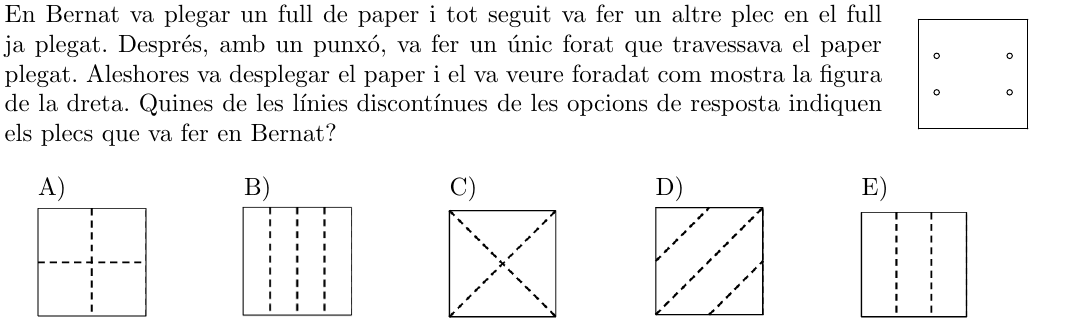 En Bernat va plegar un full de paper i tot seguit va fer un altre plec en el full
ja plegat. Després, amb un punxó, va fer un únic forat que travessava el paper
plegat. Aleshores va desplegar el paper i el va veure foradat com mostra la figura
de la dreta. Quines de les línies discontínues de les opcions de resposta indiquen
els plecs que va fer en Bernat?
A) B) C) D) E)